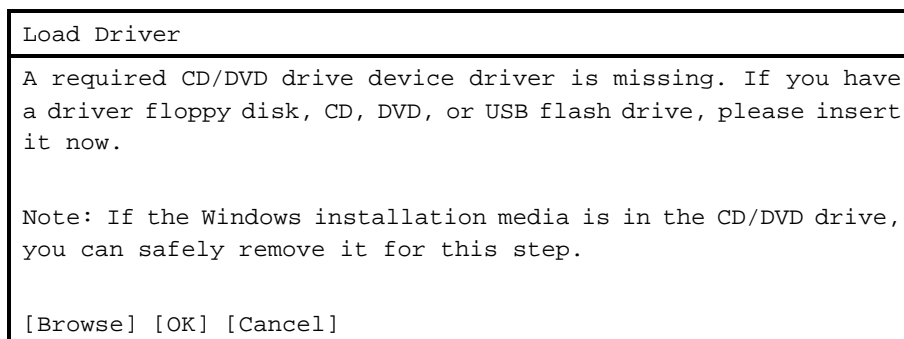 Load Driver
A required CD/DVD drive device driver is missing. If you have
a driver floppy disk, CD, DVD, or USB flash drive, please insert
it now.
Note: If the Windows installation media is in the CD/DVD drive,
you can safely remove it for this step.
[Browse] [OK] [Cancel]